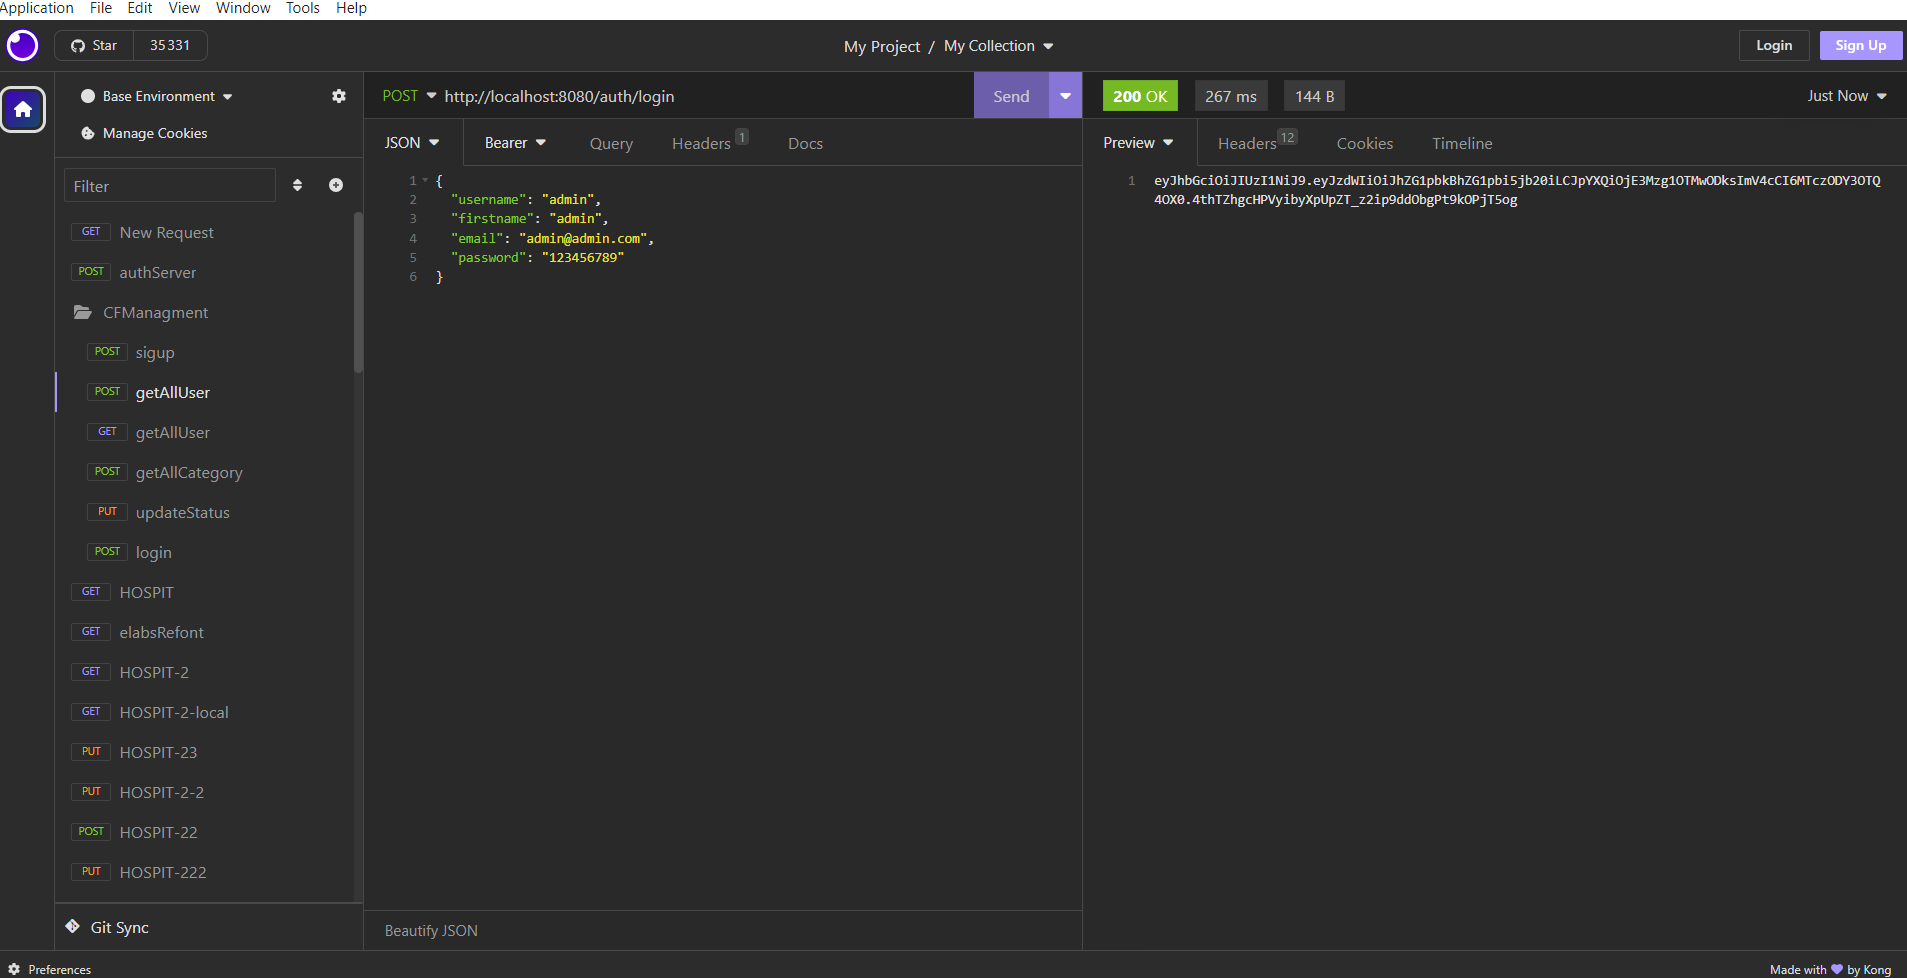 Application File Edit View Window Tools Help
Star 35 331
My Project / My Collection
Login Sign Up
Base Environment
Manage Cookies
Filter
GET New Request
POST authServer
CFManagment
POST sigup
POST getAllUser
GET getAllUser
POST getAllCategory
PUT updateStatus
POST login
GET HOSPIT
GET elabsRefont
GET HOSPIT-2
GET HOSPIT-2-local
PUT HOSPIT-23
PUT HOSPIT-2-2
POST HOSPIT-22
PUT HOSPIT-222
Git Sync
Preferences
POST http://localhost:8080/auth/login Send
JSON Bearer Query Headers 1 Docs
1 {
2 "username": "admin",
3 "firstname": "admin",
4 "email": "admin@admin.com",
5 "password": "123456789"
6 }
Beautify JSON
200 OK 267 ms 144 B Just Now
Preview Headers 12 Cookies Timeline
1 eyJhbGciOiJIUzI1NiJ9.eyJzdWIiOiJhZG1pbkBhZG1pbi5jb20iLCJpYXQiOjE3Mzg1OTMwODksImV4cCI6MTczODY3OTQ
4OX0.4thTZhgcHPVyibyXpUpZT_z2ip9ddObgPt9kOPjT5og
Made with by Kong